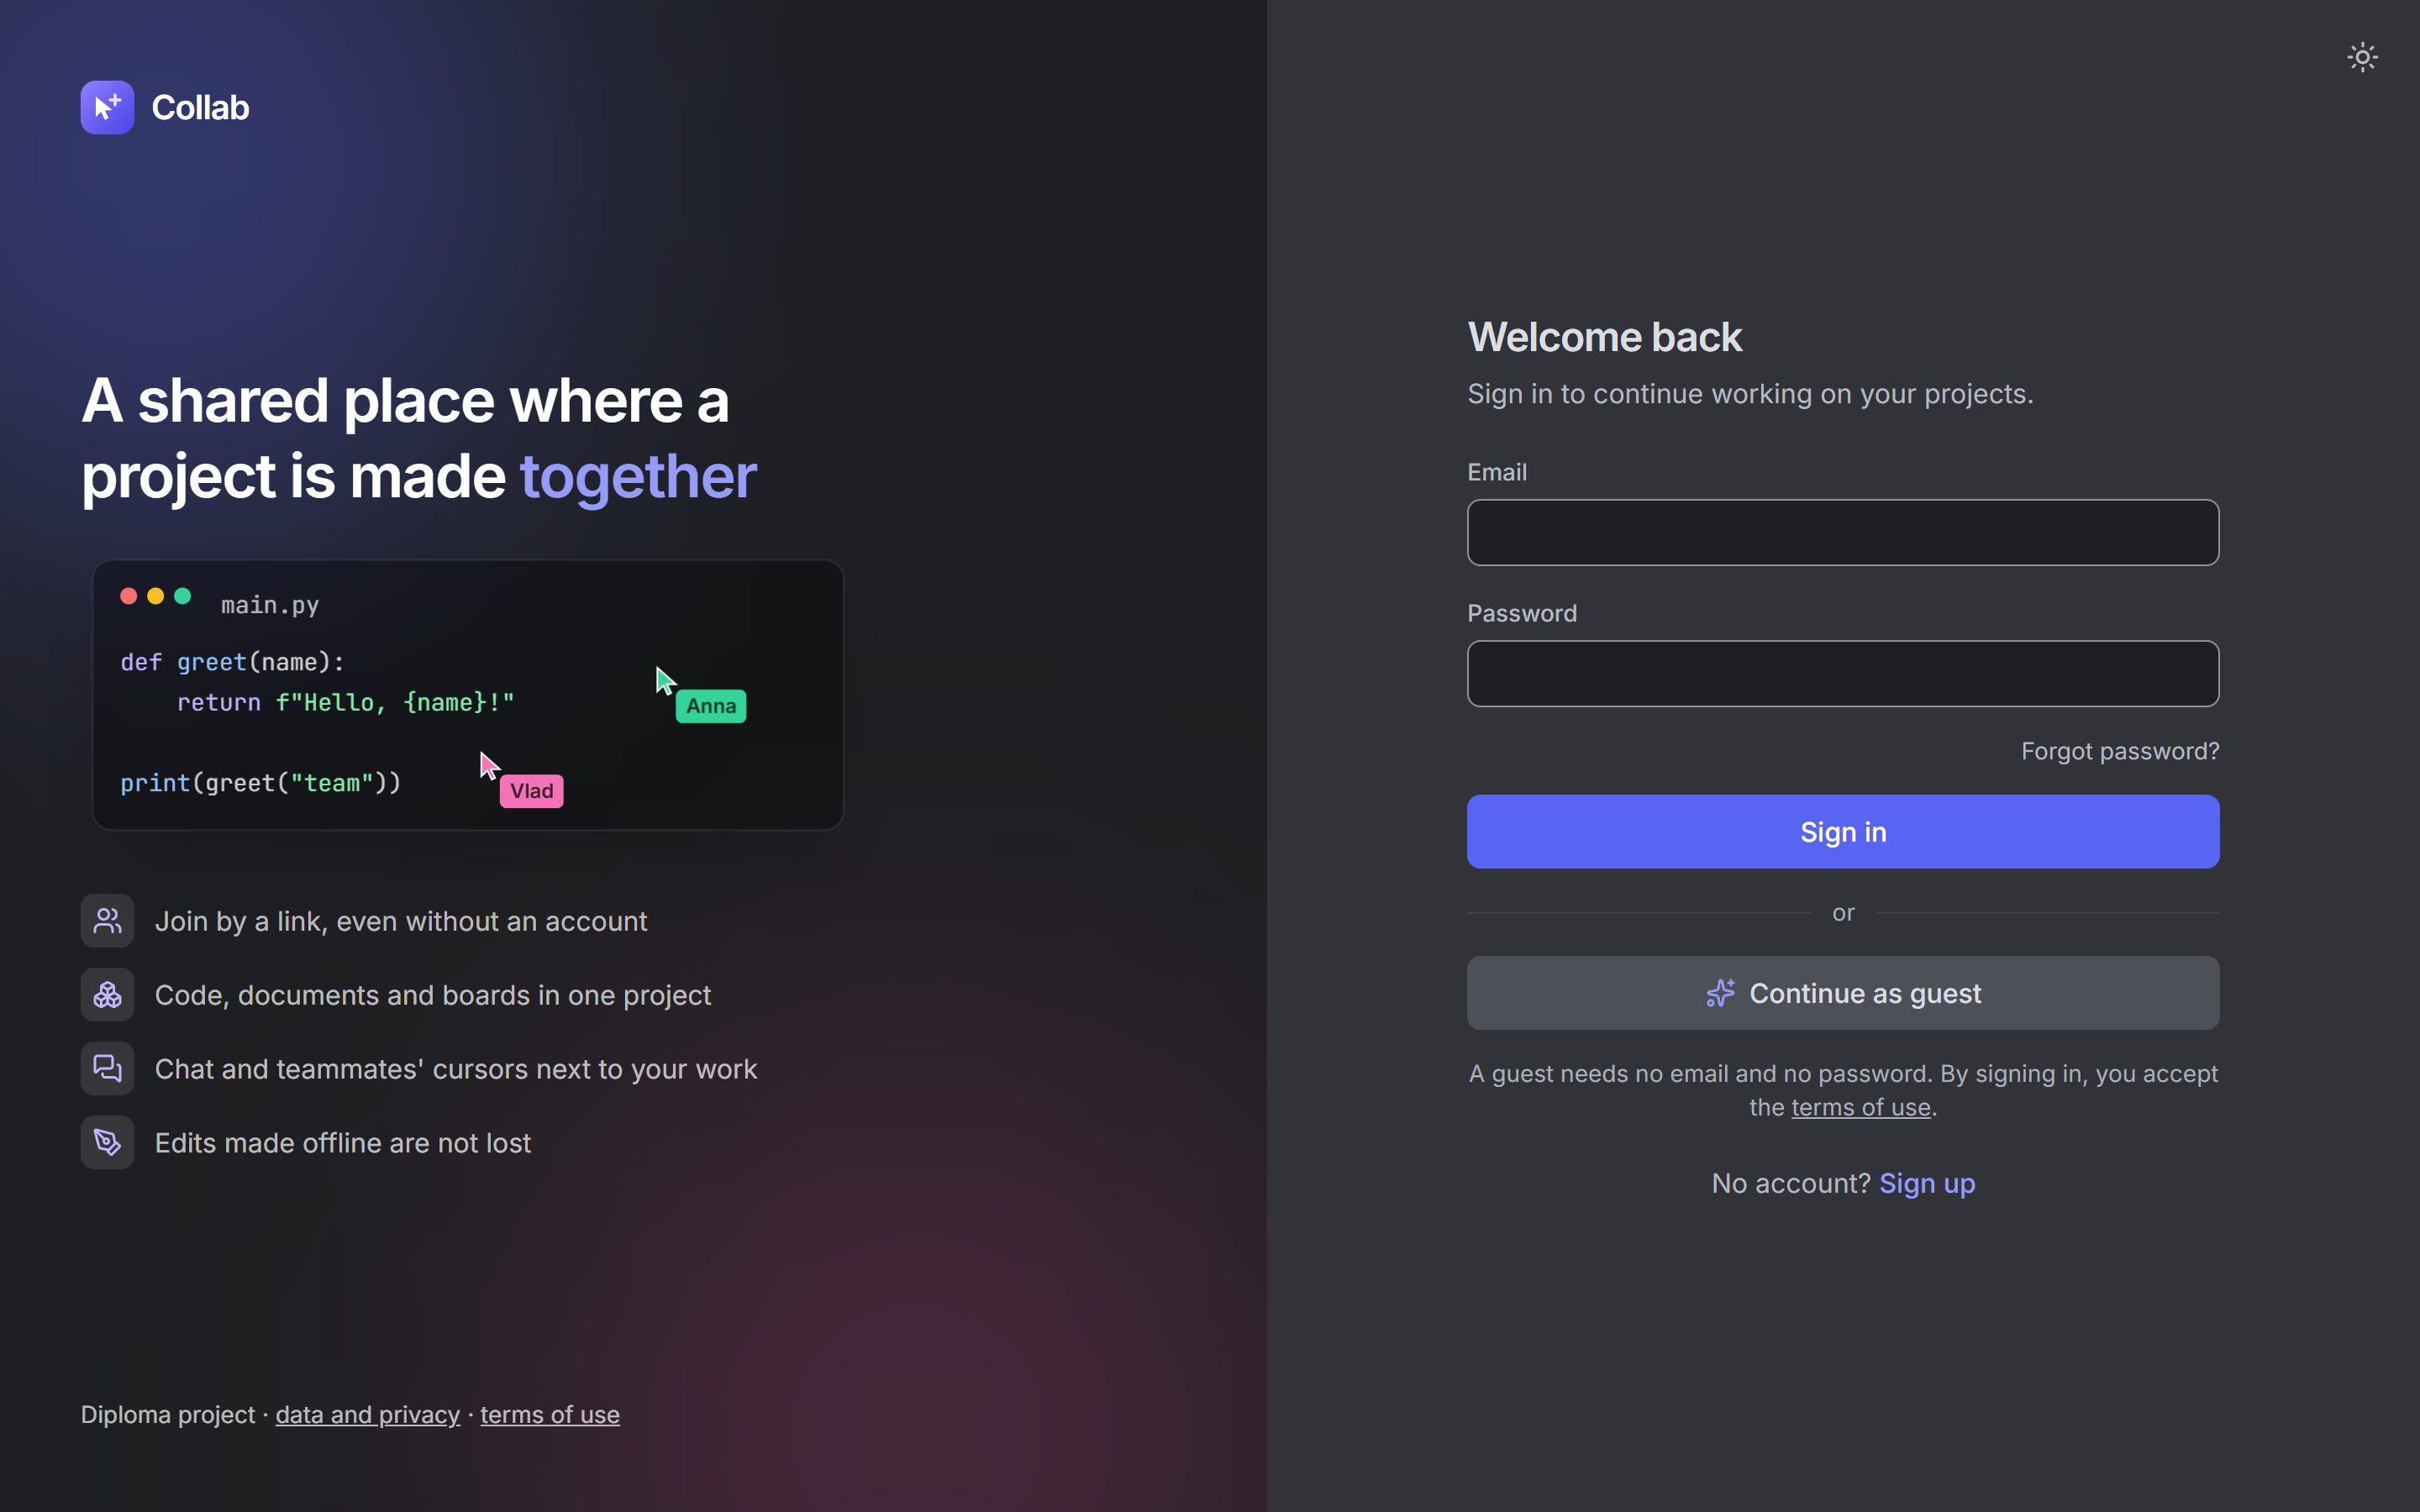 Collab
A shared place where a
project is made together
main.py
def greet(name):
    return f"Hello, {name}!"
Anna
print(greet("team"))
Vlad
Join by a link, even without an account
Code, documents and boards in one project
Chat and teammates' cursors next to your work
Edits made offline are not lost
Diploma project · data and privacy · terms of use
Welcome back
Sign in to continue working on your projects.
Email
Password
Forgot password?
Sign in
or
Continue as guest
A guest needs no email and no password. By signing in, you accept
the terms of use.
No account? Sign up